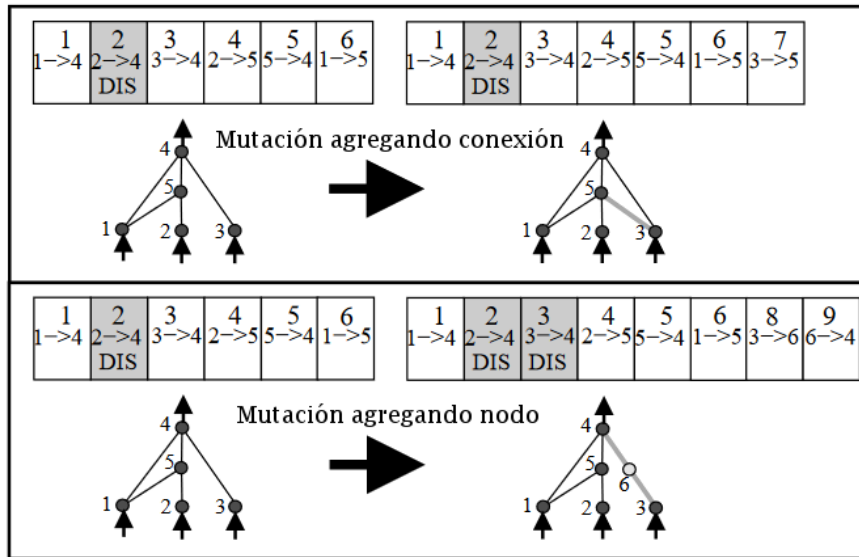 1 2 3 4 5 6
1->4 2->4 3->4 2->5 5->4 1->5
DIS
1 2 3 4 5 6 7
1->4 2->4 3->4 2->5 5->4 1->5 3->5
DIS
Mutación agregando conexión
4
5
1 2 3
4
5
1 2 3
1 2 3 4 5 6
1->4 2->4 3->4 2->5 5->4 1->5
DIS
1 2 3 4 5 6 8 9
1->4 2->4 3->4 2->5 5->4 1->5 3->6 6->4
DIS DIS
Mutación agregando nodo
4
5
1 2 3
4
5
6
1 2 3